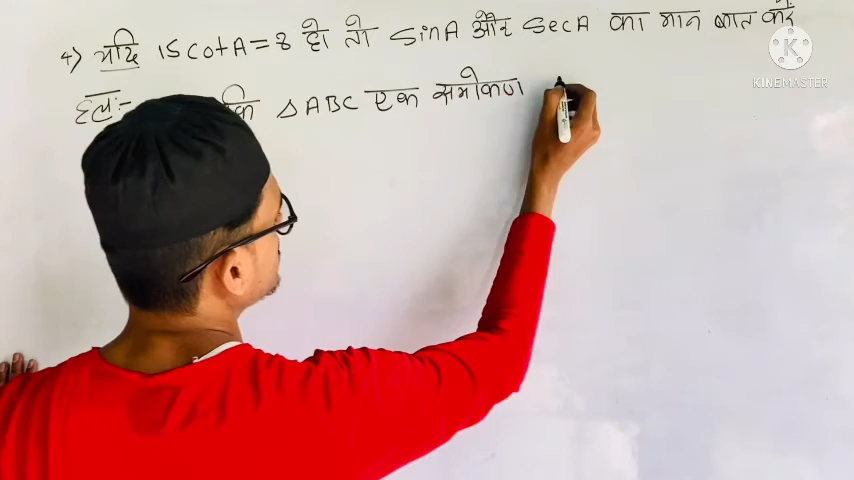 4) यदि 15cotA = 8 हो तो sinA और secA का मान ज्ञात करें
हल:- कि △ABC एक समकोण
KINEMASTER